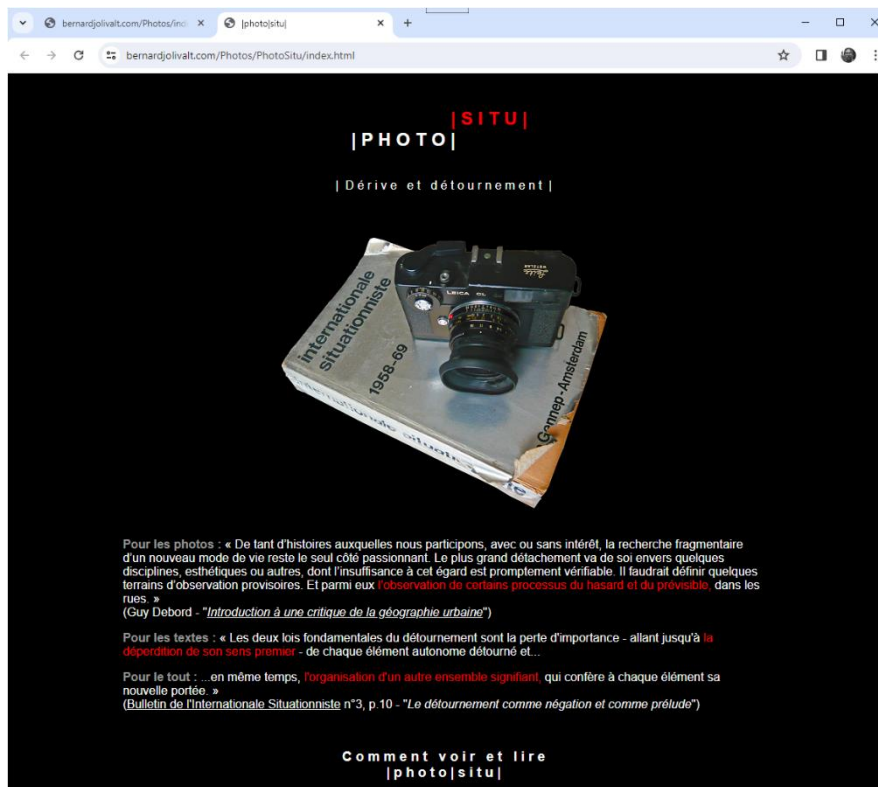 bernardjolivalt.com/Photos/ind
|photo|situ|
bernardjolivalt.com/Photos/PhotoSitu/index.html
|SITU|
|PHOTO|
|Dérive et détournement|
internationale
situationniste
1958-69
LEICA CL
Van Gennep-Amsterdam
internationale situationniste
Pour les photos : « De tant d'histoires auxquelles nous participons, avec ou sans intérêt, la recherche fragmentaire
d'un nouveau mode de vie reste le seul côté passionnant. Le plus grand détachement va de soi envers quelques
disciplines, esthétiques ou autres, dont l'insuffisance à cet égard est promptement vérifiable. Il faudrait définir quelques
terrains d'observation provisoires. Et parmi eux l'observation de certains processus du hasard et du prévisible, dans les
rues. »
(Guy Debord - "Introduction à une critique de la géographie urbaine")
Pour les textes : « Les deux lois fondamentales du détournement sont la perte d'importance - allant jusqu'à la
déperdition de son sens premier - de chaque élément autonome détourné et...
Pour le tout : ...en même temps, l'organisation d'un autre ensemble signifiant, qui confère à chaque élément sa
nouvelle portée. »
(Bulletin de l'Internationale Situationniste n°3, p.10 - "Le détournement comme négation et comme prélude")
Comment voir et lire
|photo|situ|